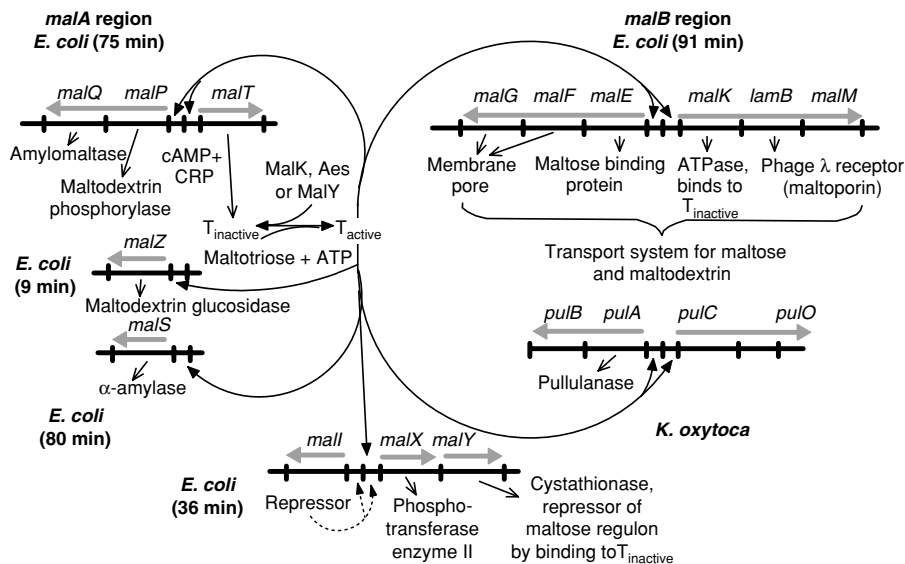 malA region
E. coli (75 min)
malB region
E. coli (91 min)
malQ malP malT
Amylomaltase
Maltodextrin
phosphorylase
cAMP+
CRP
MalK, Aes
or MalY
Tinactive Tactive
Maltotriose + ATP
malG malF malE malK lamB malM
Membrane
pore
Maltose binding
protein
ATPase,
binds to
Tinactive
Phage λ receptor
(maltoporin)
Transport system for maltose
and maltodextrin
E. coli
(9 min)
malZ
Maltodextrin glucosidase
malS
α-amylase
E. coli
(80 min)
pulB pulA pulC pulO
Pullulanase
K. oxytoca
E. coli
(36 min)
malI malX malY
Repressor
Phospho-
transferase
enzyme II
Cystathionase,
repressor of
maltose regulon
by binding toTinactive